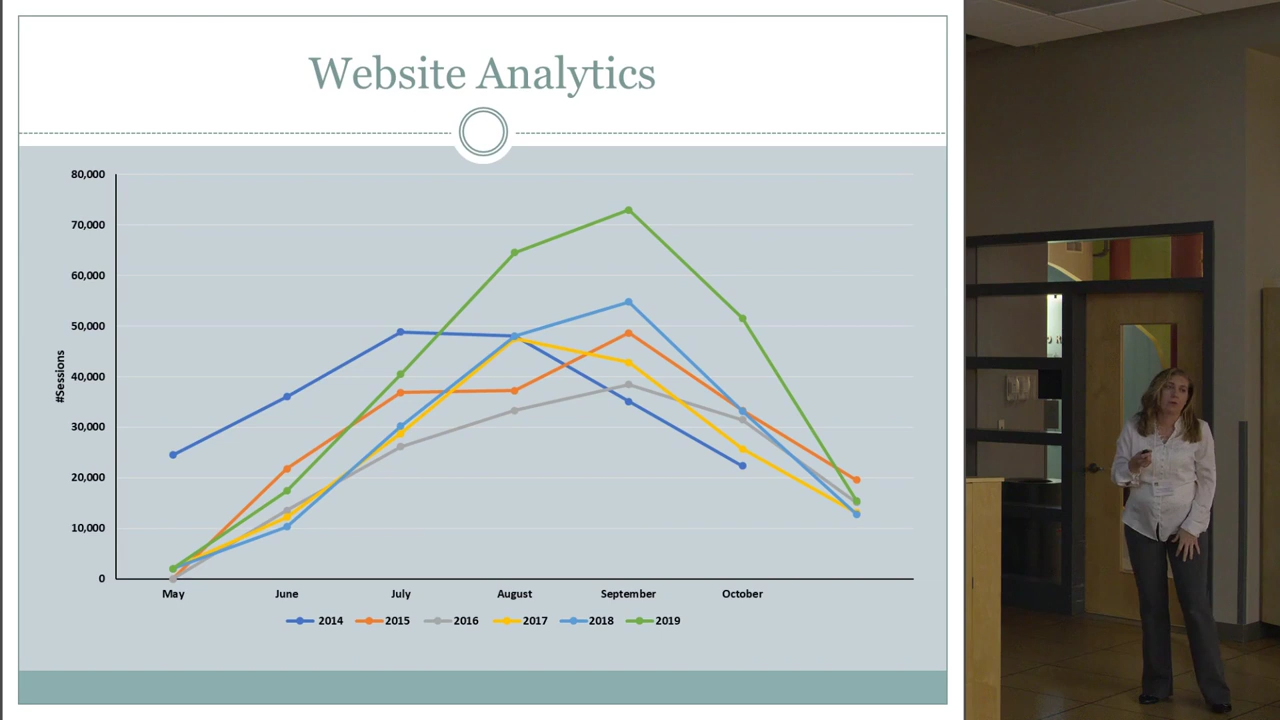 Website Analytics
80,000
70,000
60,000
50,000
40,000
30,000
20,000
10,000
0
#Sessions
May June July August September October
2014 2015 2016 2017 2018 2019